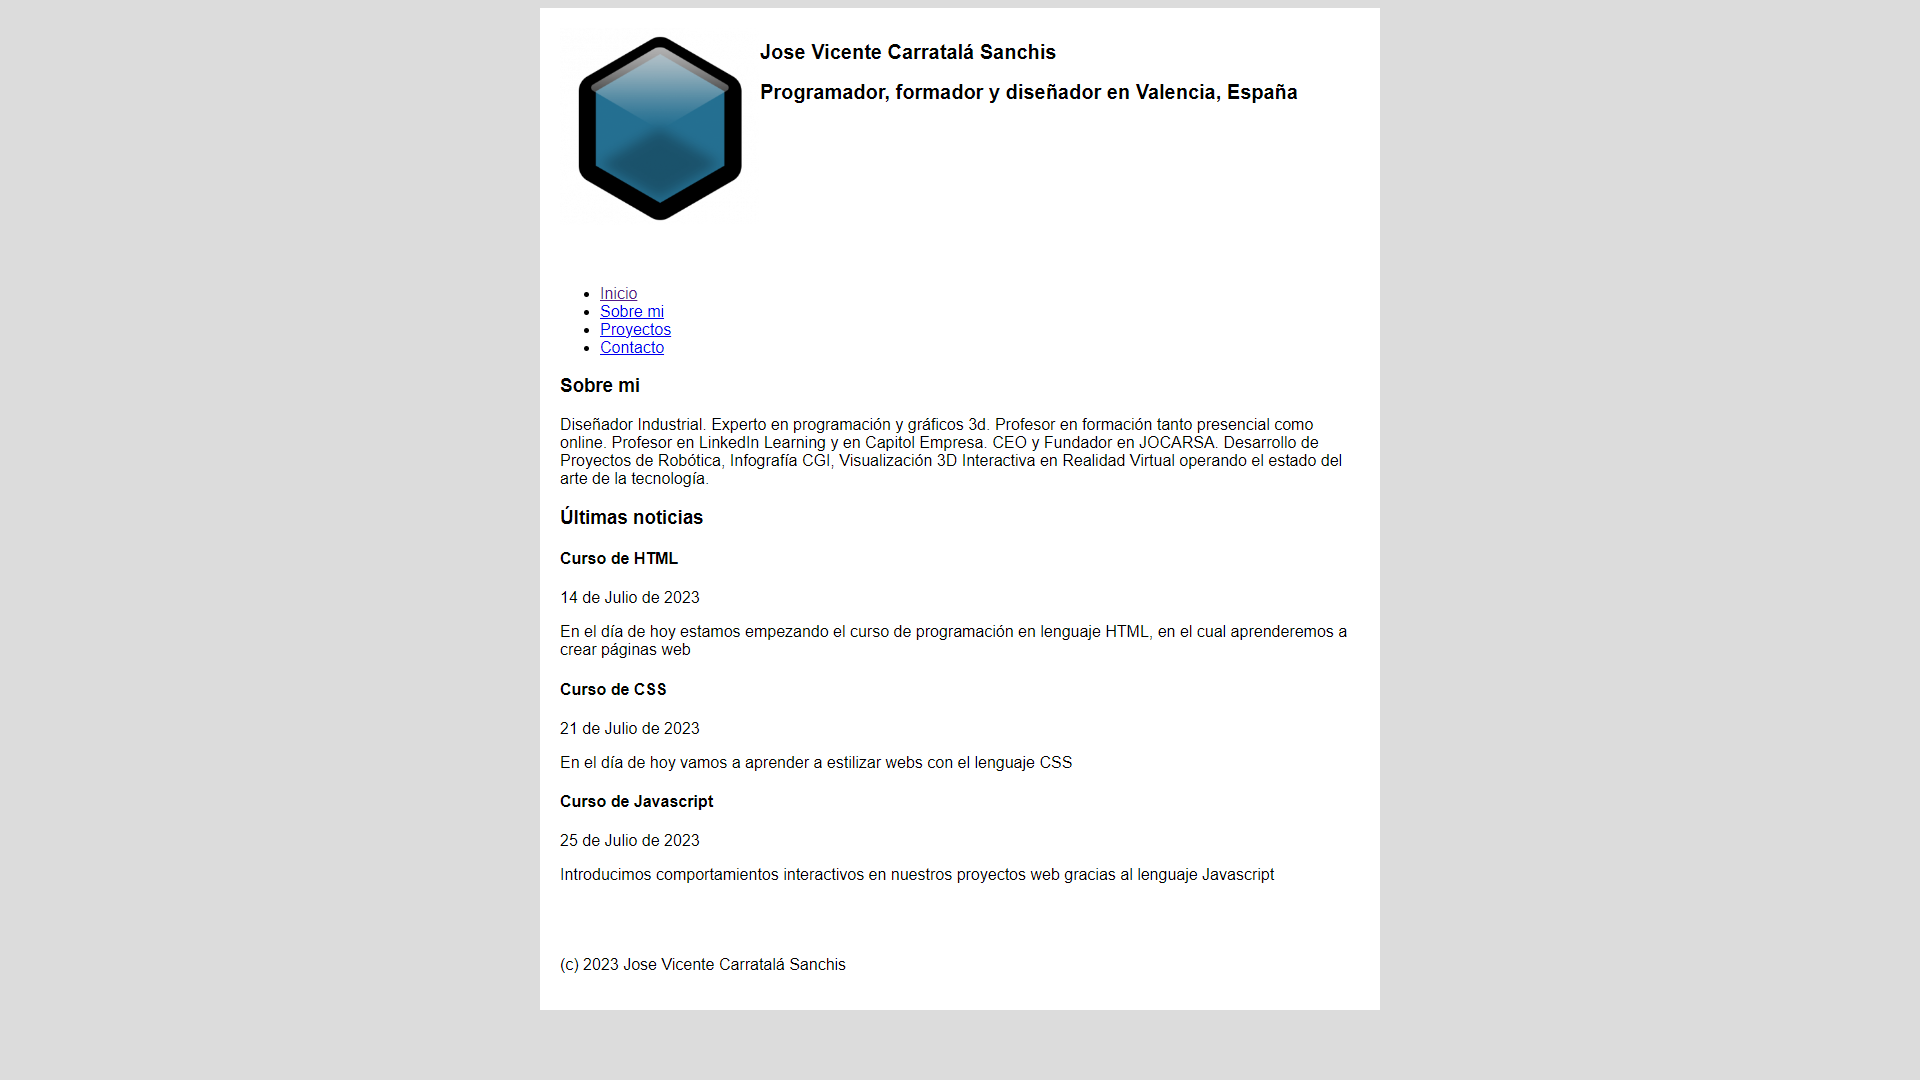 Jose Vicente Carratalá Sanchis
Programador, formador y diseñador en Valencia, España
Inicio
Sobre mi
Proyectos
Contacto
Sobre mi
Diseñador Industrial. Experto en programación y gráficos 3d. Profesor en formación tanto presencial como
online. Profesor en LinkedIn Learning y en Capitol Empresa. CEO y Fundador en JOCARSA. Desarrollo de
Proyectos de Robótica, Infografía CGI, Visualización 3D Interactiva en Realidad Virtual operando el estado del
arte de la tecnología.
Últimas noticias
Curso de HTML
14 de Julio de 2023
En el día de hoy estamos empezando el curso de programación en lenguaje HTML, en el cual aprenderemos a
crear páginas web
Curso de CSS
21 de Julio de 2023
En el día de hoy vamos a aprender a estilizar webs con el lenguaje CSS
Curso de Javascript
25 de Julio de 2023
Introducimos comportamientos interactivos en nuestros proyectos web gracias al lenguaje Javascript
(c) 2023 Jose Vicente Carratalá Sanchis